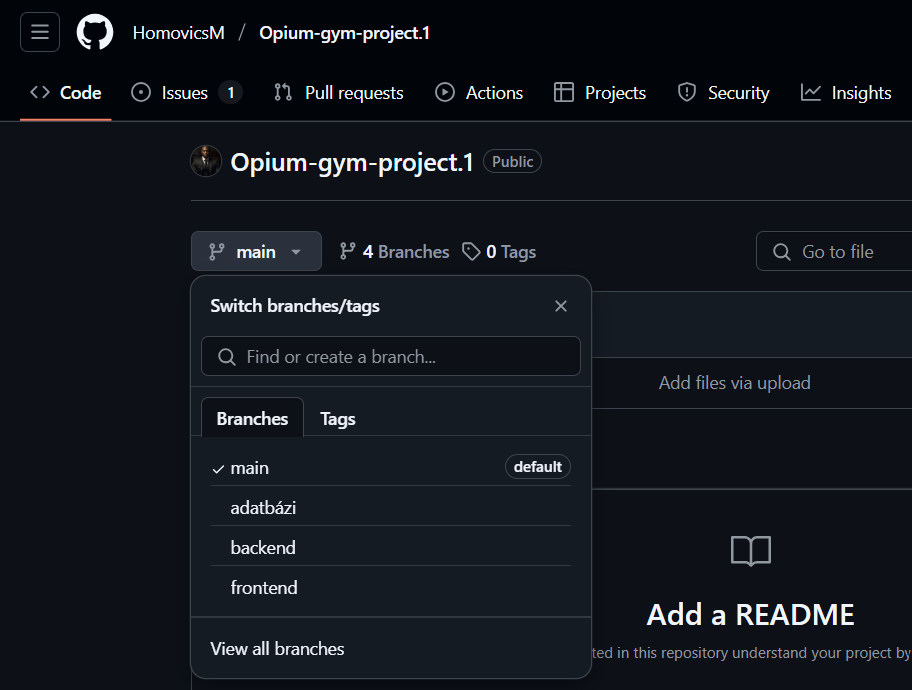 HomovicsM / Opium-gym-project.1
Code Issues 1 Pull requests Actions Projects Security Insights
Opium-gym-project.1 Public
main 4 Branches 0 Tags Go to file
Switch branches/tags
Find or create a branch...
Add files via upload
Branches Tags
main default
adatbázi
backend
frontend
Add a README
View all branches
ted in this repository understand your project by